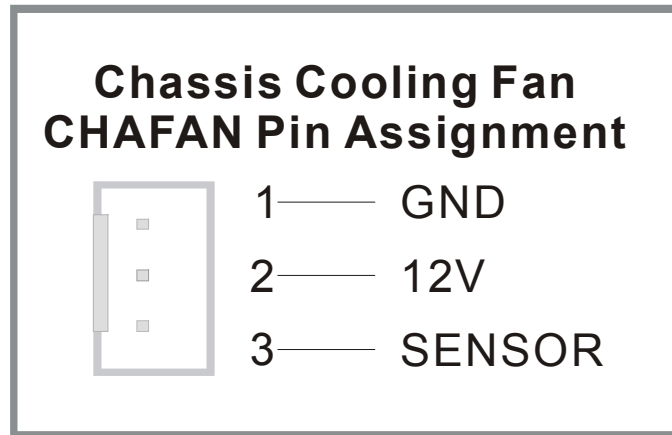 Chassis Cooling Fan
CHAFAN Pin Assignment
1 GND
2 12V
3 SENSOR